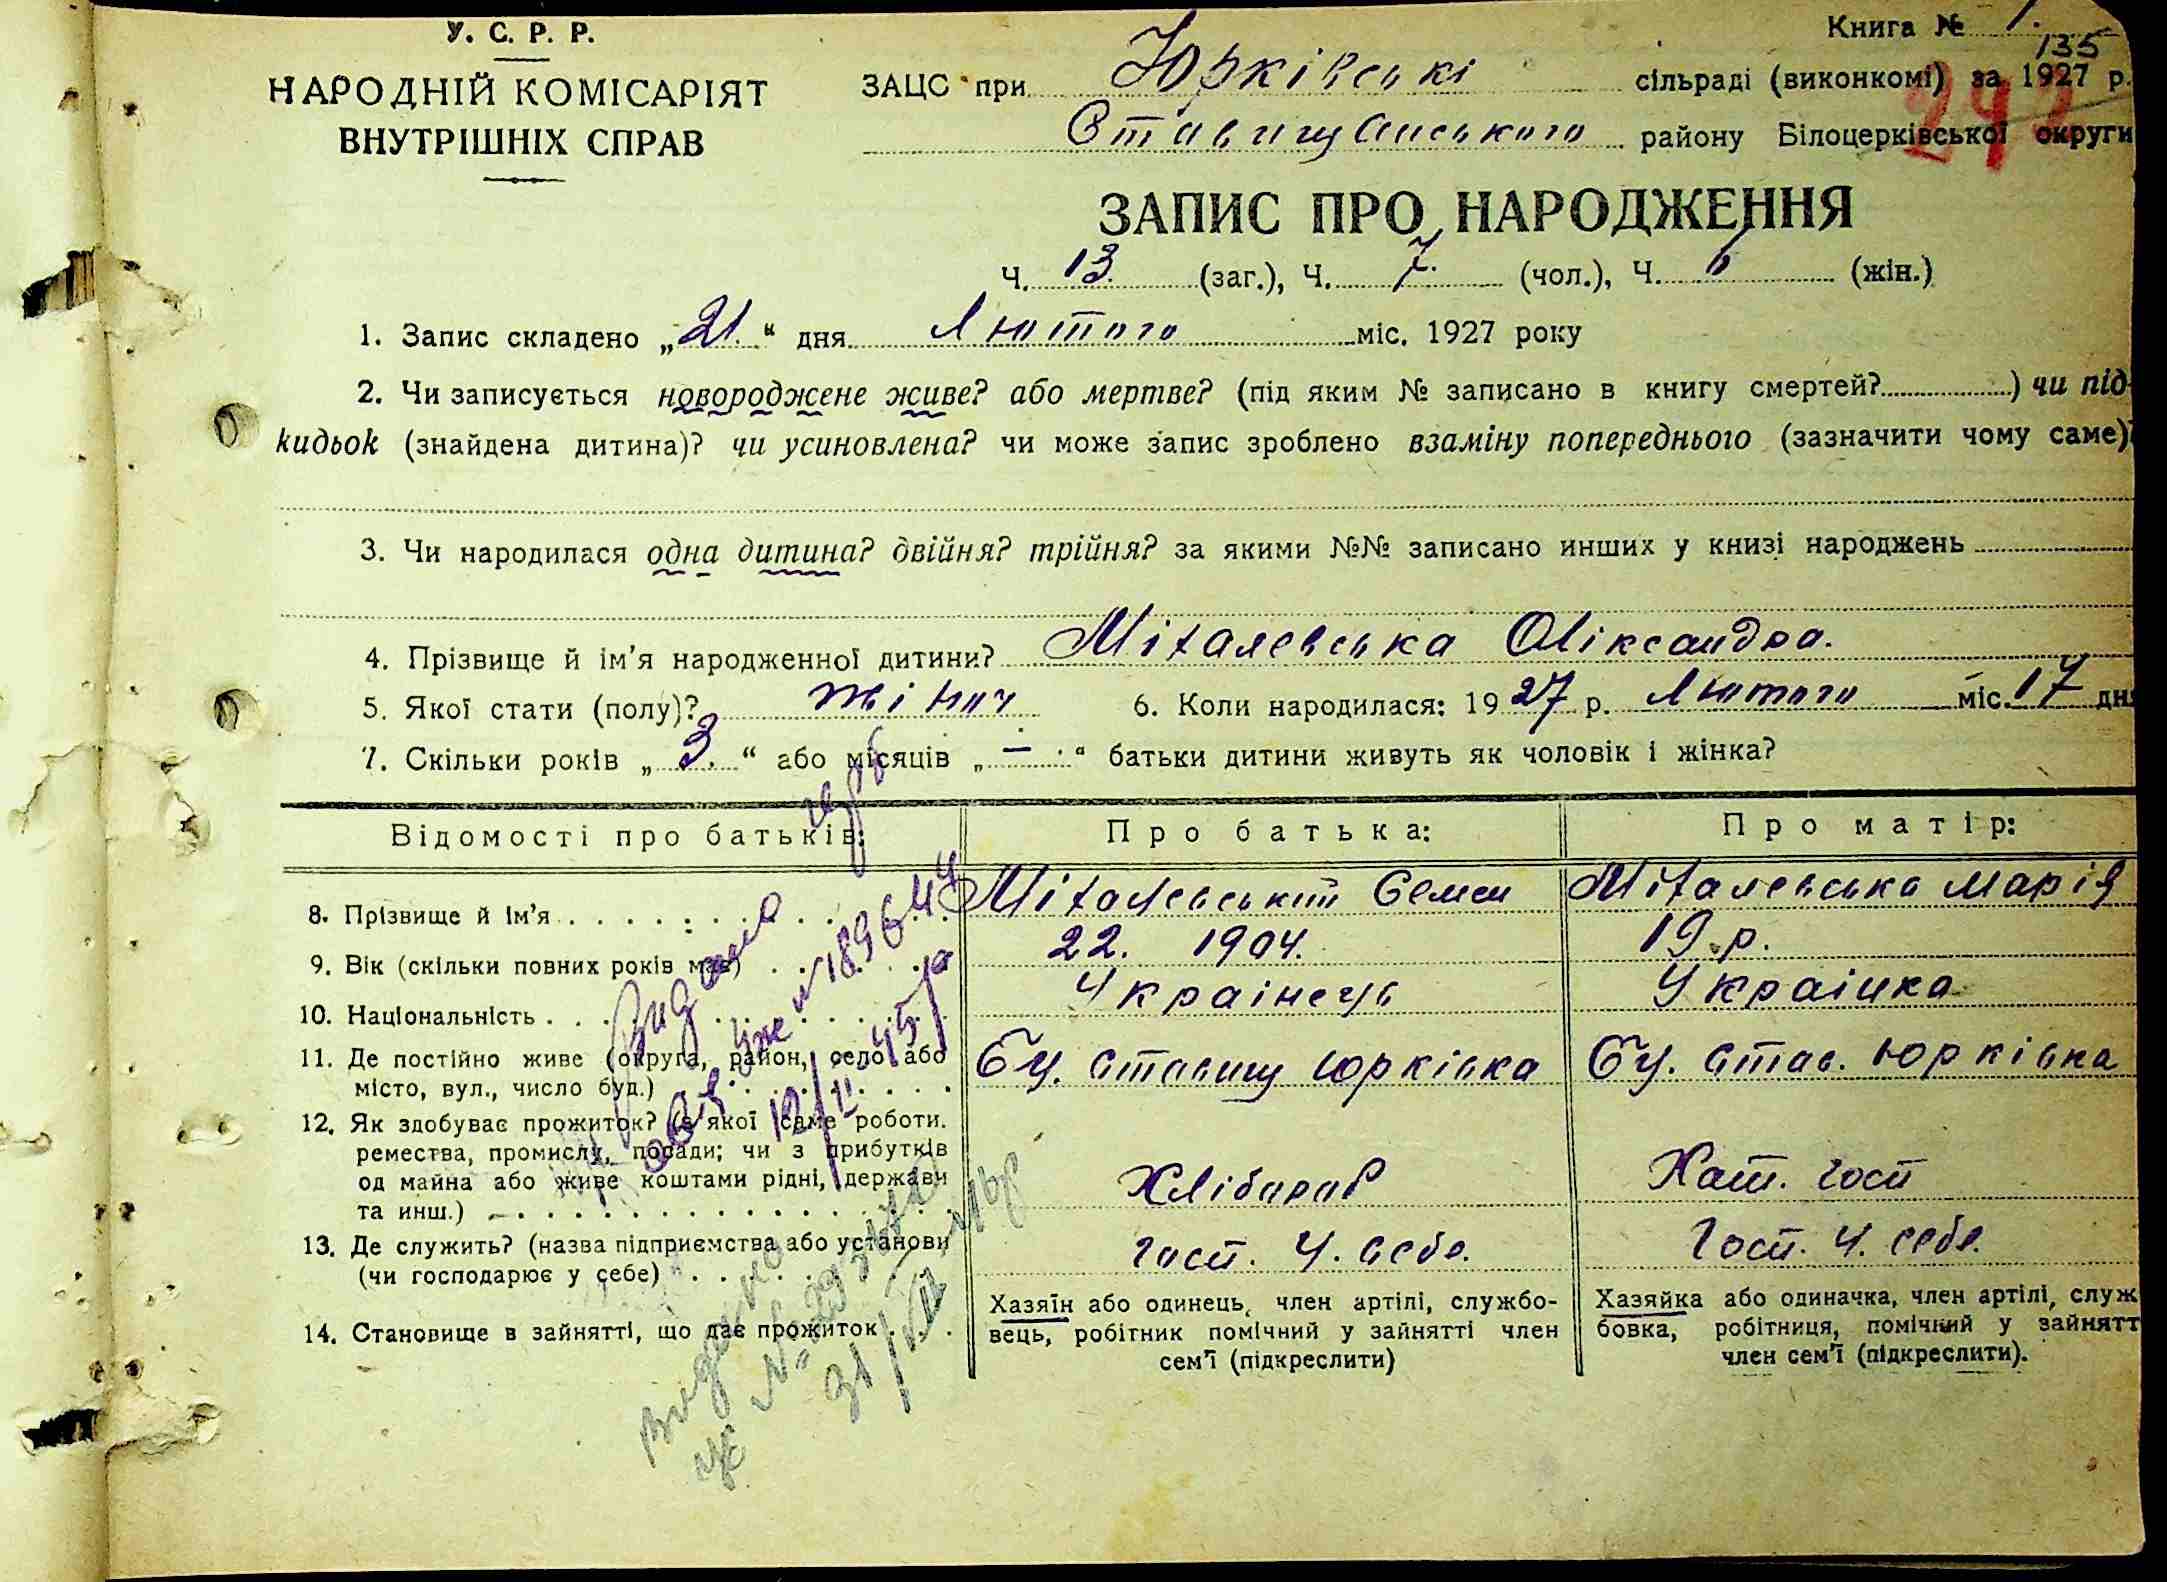 У. С. Р. Р.
НАРОДНІЙ КОМІСАРІЯТ
ВНУТРІШНІХ СПРАВ
Книга № 1.
135
ЗАЦС при Юрківські сільраді (виконкомі) за 1927 р.
Ставищанського району Білоцерківської округи
ЗАПИС ПРО НАРОДЖЕННЯ
Ч. 13. (заг.), Ч. 7. (чол.), Ч. 6 (жін.)
1. Запис складено „21.“ дня Лютого міс. 1927 року
2. Чи записується новороджене живе? або мертве? (під яким № записано в книгу смертей? ) чи під-
кидьок (знайдена дитина)? чи усиновлена? чи може запис зроблено взаміну попереднього (зазначити чому саме)?
3. Чи народилася одна дитина? двійня? трійня? за якими №№ записано инших у книзі народжень
4. Прізвище й ім'я народженної дитини? Міхалевська Оліксандра.
5. Якої стати (полу)? жіноч 6. Коли народилася: 1927 р. Лютого міс. 17 дня
7. Скільки років „3.“ або місяців „—.“ батьки дитини живуть як чоловік і жінка?
Відомості про батьків: Про батька: Про матір:
8. Прізвище й ім'я Міхалевський Семен Міхалевська Марія
9. Вік (скільки повних років має) 22. 1904. 19 р.
10. Національність Украінець Украінка
11. Де постійно живе (округа, район, село або
місто, вул., число буд.) БЦ. Ставищ Юрківка БЦ. Став. Юрківка
12. Як здобуває прожиток? (з якої саме роботи.
ремества, промислу, посади; чи з прибутків
од майна або живе коштами рідні, держави
та инш.) Хлібороб Хат. Госп
13. Де служить? (назва підприємства або установи
(чи господарює у себе) Госп. У. Себе. Госп. У. себе.
14. Становище в зайнятті, що дає прожиток
Хазяїн або одинець, член артілі, службо-
вець, робітник помічний у зайнятті член
сем'ї (підкреслити)
Хазяйка або одиначка, член артілі, служ
бовка, робітниця, помічний у зайнятт
член сем'ї (підкреслити).
Видано